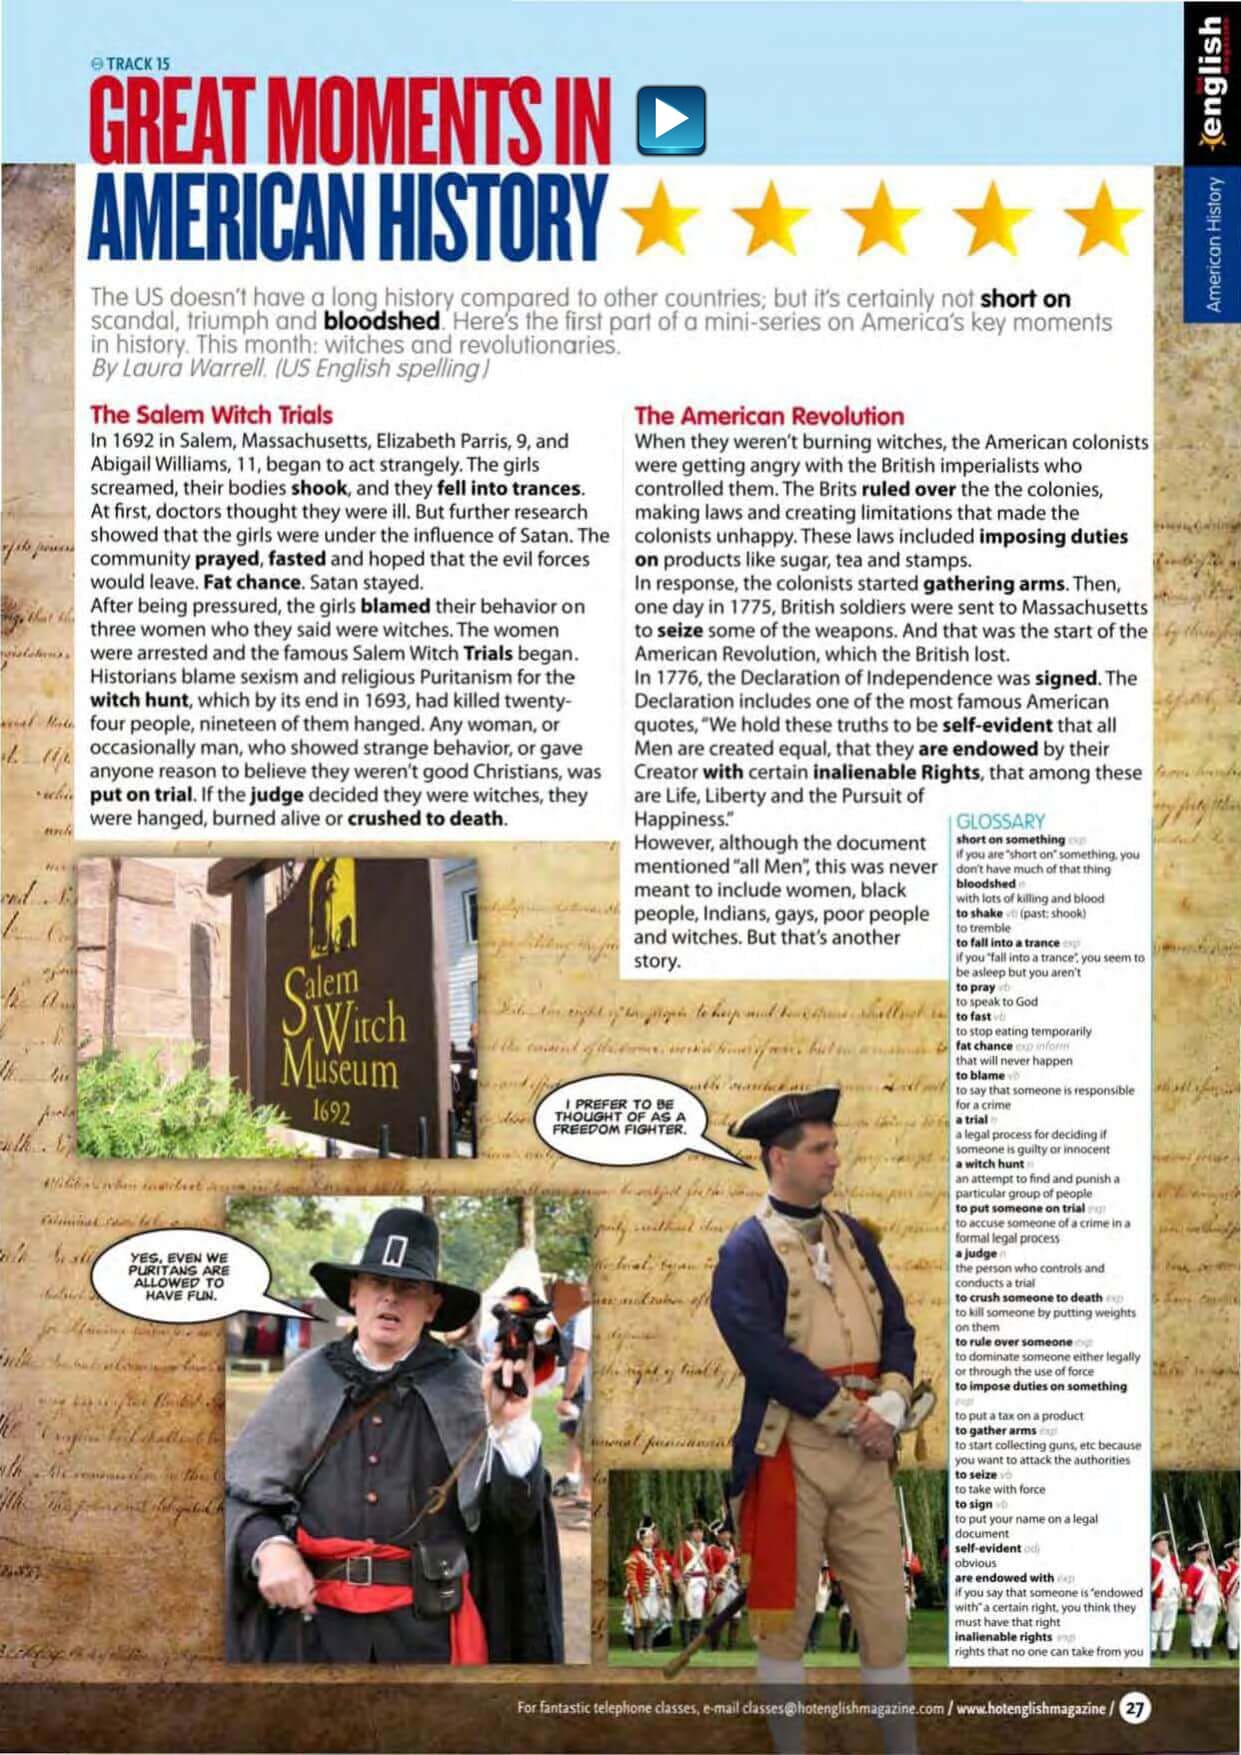 TRACK 15
GREAT MOMENTS IN
AMERICAN HISTORY
HOT
english
magazine
American History
The US doesn't have a long history compared to other countries; but it's certainly not short on
scandal, triumph and bloodshed. Here's the first part of a mini-series on America's key moments
in history. This month: witches and revolutionaries.
By Laura Warrell. (US English spelling)
The Salem Witch Trials
In 1692 in Salem, Massachusetts, Elizabeth Parris, 9, and
Abigail Williams, 11, began to act strangely. The girls
screamed, their bodies shook, and they fell into trances.
At first, doctors thought they were ill. But further research
showed that the girls were under the influence of Satan. The
community prayed, fasted and hoped that the evil forces
would leave. Fat chance. Satan stayed.
After being pressured, the girls blamed their behavior on
three women who they said were witches. The women
were arrested and the famous Salem Witch Trials began.
Historians blame sexism and religious Puritanism for the
witch hunt, which by its end in 1693, had killed twenty-
four people, nineteen of them hanged. Any woman, or
occasionally man, who showed strange behavior, or gave
anyone reason to believe they weren't good Christians, was
put on trial. If the judge decided they were witches, they
were hanged, burned alive or crushed to death.
The American Revolution
When they weren't burning witches, the American colonists
were getting angry with the British imperialists who
controlled them. The Brits ruled over the the colonies,
making laws and creating limitations that made the
colonists unhappy. These laws included imposing duties
on products like sugar, tea and stamps.
In response, the colonists started gathering arms. Then,
one day in 1775, British soldiers were sent to Massachusetts
to seize some of the weapons. And that was the start of the
American Revolution, which the British lost.
In 1776, the Declaration of Independence was signed. The
Declaration includes one of the most famous American
quotes, "We hold these truths to be self-evident that all
Men are created equal, that they are endowed by their
Creator with certain inalienable Rights, that among these
are Life, Liberty and the Pursuit of
Happiness."
However, although the document
mentioned "all Men", this was never
meant to include women, black
people, Indians, gays, poor people
and witches. But that's another
story.
GLOSSARY
short on something exp
if you are "short on" something, you
don't have much of that thing
bloodshed n
with lots of killing and blood
to shake vb (past: shook)
to tremble
to fall into a trance exp
if you "fall into a trance", you seem to
be asleep but you aren't
to pray vb
to speak to God
to fast vb
to stop eating temporarily
fat chance exp inform
that will never happen
to blame vb
to say that someone is responsible
for a crime
a trial n
a legal process for deciding if
someone is guilty or innocent
a witch hunt n
an attempt to find and punish a
particular group of people
to put someone on trial exp
to accuse someone of a crime in a
formal legal process
a judge n
the person who controls and
conducts a trial
to crush someone to death exp
to kill someone by putting weights
on them
to rule over someone exp
to dominate someone either legally
or through the use of force
to impose duties on something
exp
to put a tax on a product
to gather arms exp
to start collecting guns, etc because
you want to attack the authorities
to seize vb
to take with force
to sign vb
to put your name on a legal
document
self-evident adj
obvious
are endowed with exp
if you say that someone is "endowed
with" a certain right, you think they
must have that right
inalienable rights exp
rights that no one can take from you
Salem
Witch
Museum
1692
I PREFER TO BE
THOUGHT OF AS A
FREEDOM FIGHTER.
YES, EVEN WE
PURITANS ARE
ALLOWED TO
HAVE FUN.
For fantastic telephone classes, e-mail classes@hotenglishmagazine.com / www.hotenglishmagazine / 27